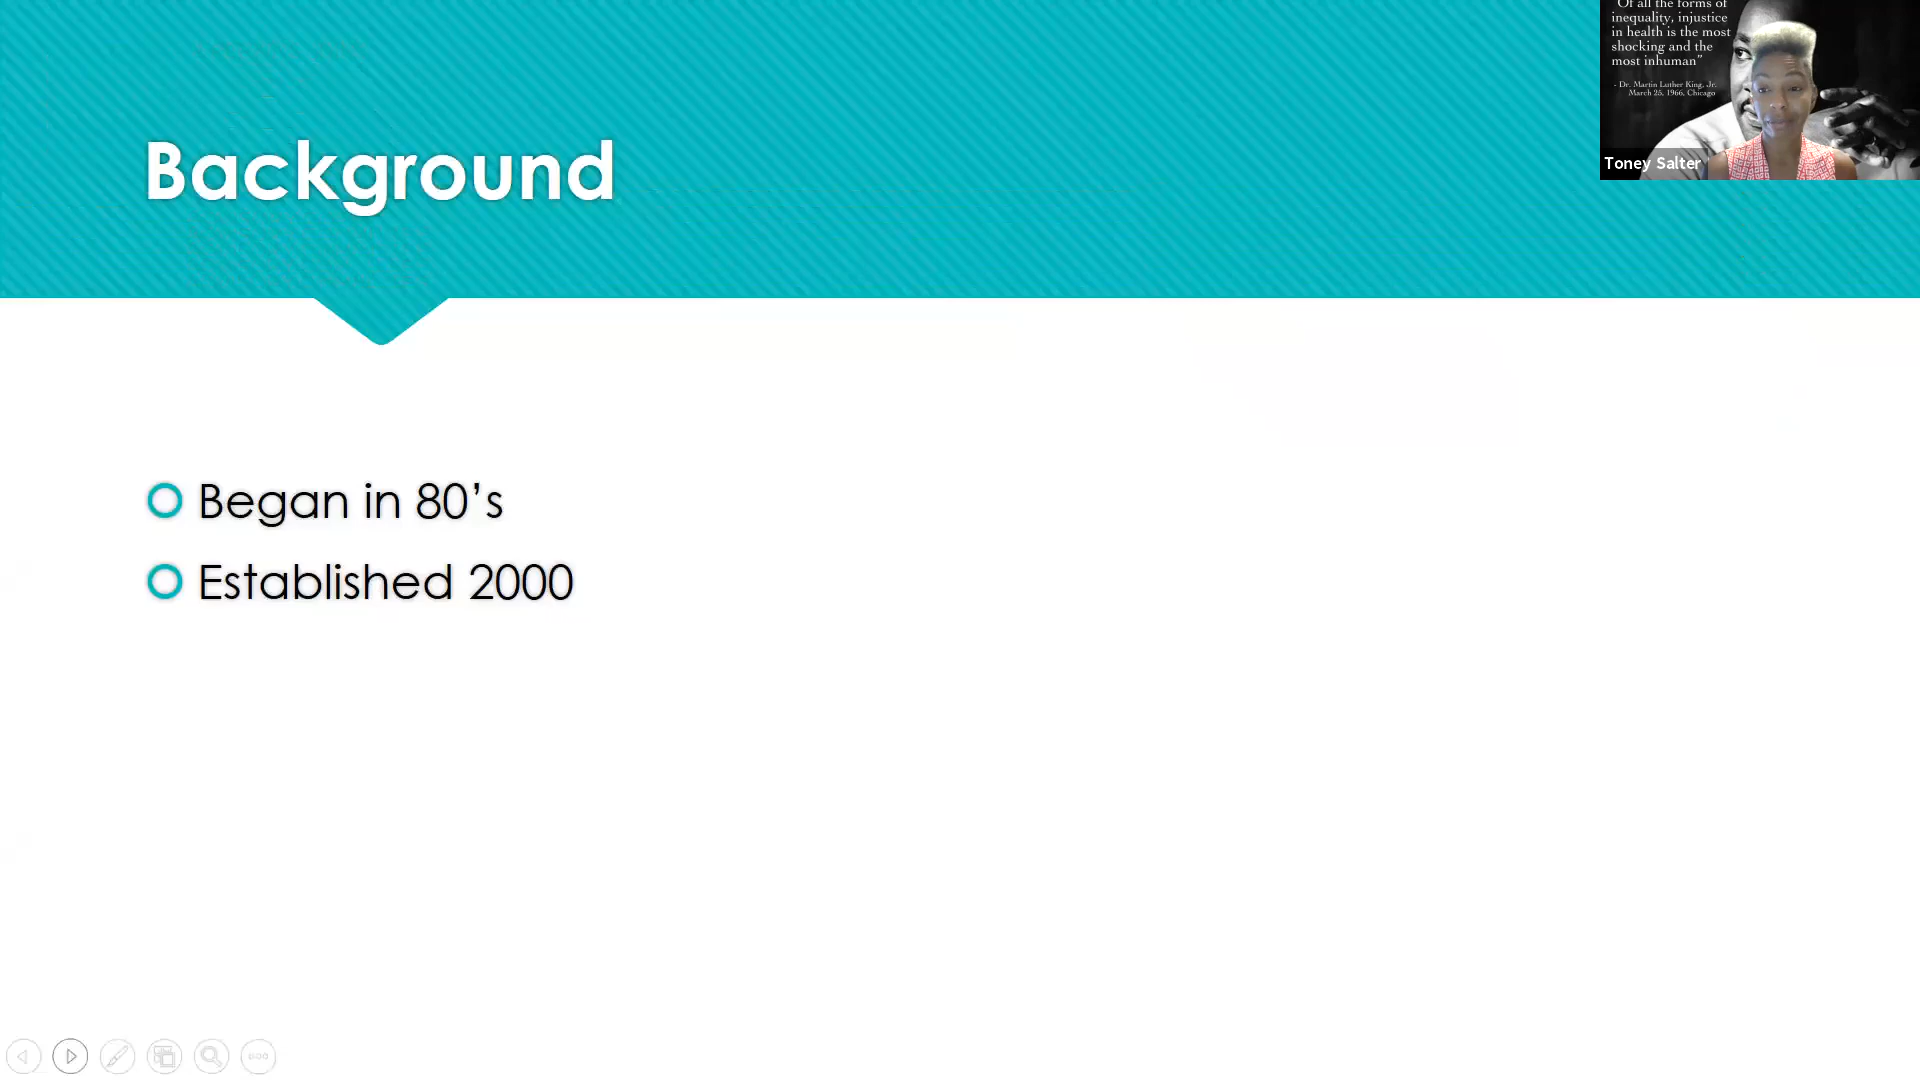 Background
Began in 80’s
Established 2000
"Of all the forms of
inequality, injustice
in health is the most
shocking and the
most inhuman”
- Dr. Martin Luther King, Jr.
March 25, 1966, Chicago
Toney Salter